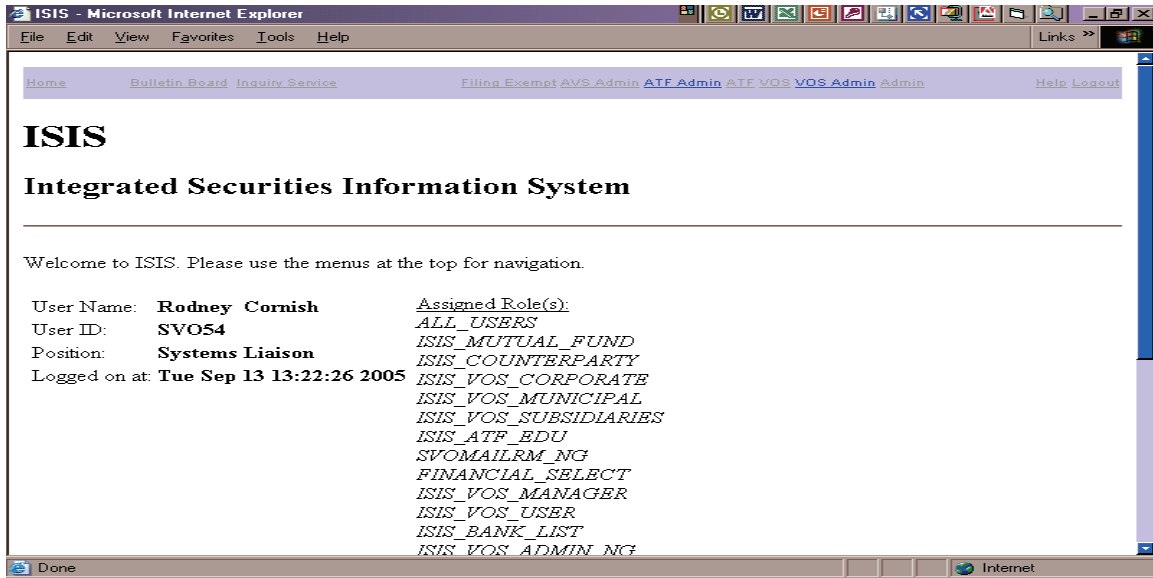 ISIS - Microsoft Internet Explorer
File Edit View Favorites Tools Help Links »
Home Bulletin Board Inquiry Service Filing Exempt AVS Admin ATF Admin ATF VOS VOS Admin Admin Help Logout
ISIS
Integrated Securities Information System
Welcome to ISIS. Please use the menus at the top for navigation.
User Name: Rodney Cornish
User ID: SVO54
Position: Systems Liaison
Logged on at: Tue Sep 13 13:22:26 2005
Assigned Role(s):
ALL_USERS
ISIS_MUTUAL_FUND
ISIS_COUNTERPARTY
ISIS_VOS_CORPORATE
ISIS_VOS_MUNICIPAL
ISIS_VOS_SUBSIDIARIES
ISIS_ATF_EDU
SVOMAILRM_NG
FINANCIAL_SELECT
ISIS_VOS_MANAGER
ISIS_VOS_USER
ISIS_BANK_LIST
ISIS_VOS_ADMIN_NG
Done Internet